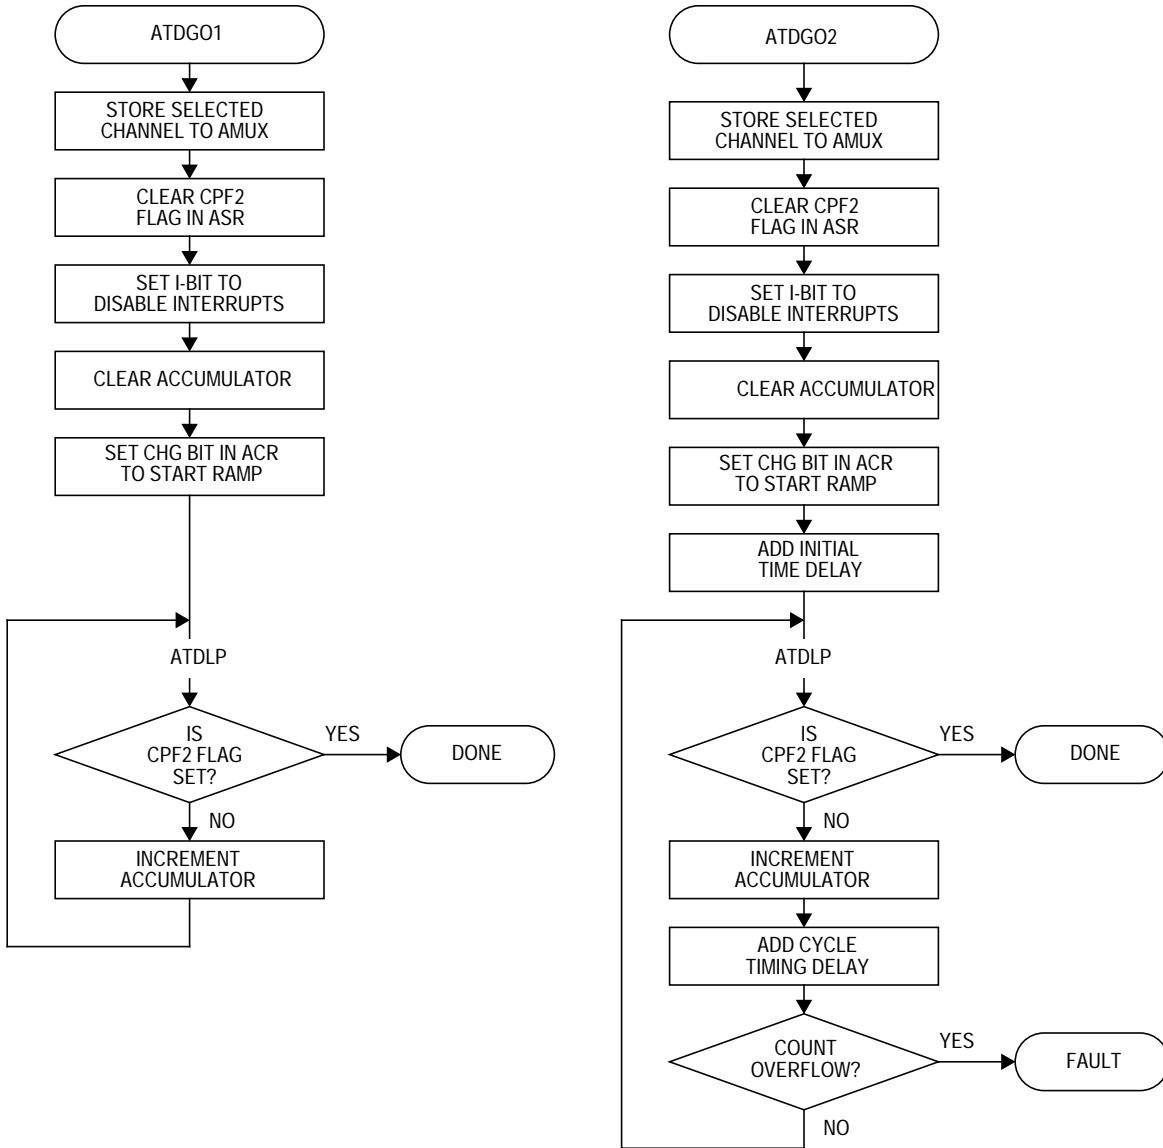 ATDGO1
STORE SELECTED
CHANNEL TO AMUX
CLEAR CPF2
FLAG IN ASR
SET I-BIT TO
DISABLE INTERRUPTS
CLEAR ACCUMULATOR
SET CHG BIT IN ACR
TO START RAMP
ATDLP
IS
CPF2 FLAG
SET?
YES
DONE
NO
INCREMENT
ACCUMULATOR
ATDGO2
STORE SELECTED
CHANNEL TO AMUX
CLEAR CPF2
FLAG IN ASR
SET I-BIT TO
DISABLE INTERRUPTS
CLEAR ACCUMULATOR
SET CHG BIT IN ACR
TO START RAMP
ADD INITIAL
TIME DELAY
ATDLP
IS
CPF2 FLAG
SET?
YES
DONE
NO
INCREMENT
ACCUMULATOR
ADD CYCLE
TIMING DELAY
COUNT
OVERFLOW?
YES
FAULT
NO